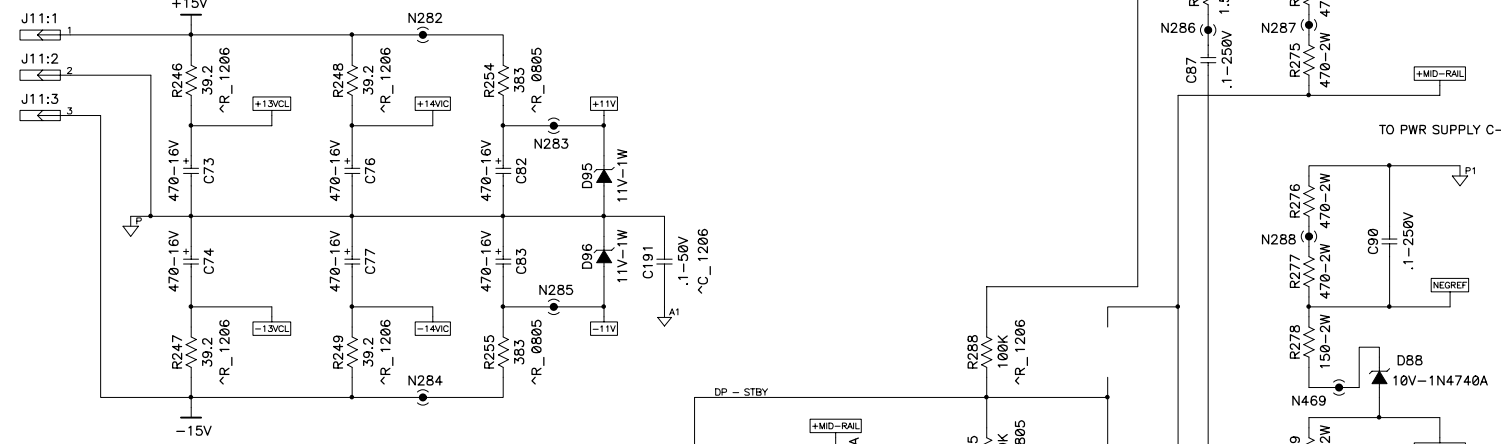 +15V
J11:1
1
J11:2
2
J11:3
3
N282
R246
39.2
^R_1206
R248
39.2
^R_1206
R254
383
^R_0805
+13VCL
+14VIC
+11V
N283
470-16V
+
C73
470-16V
+
C76
470-16V
+
C82
D95
11V-1W
P
470-16V
+
C74
470-16V
+
C77
470-16V
+
C83
D96
11V-1W
C191
.1-50V
^C_1206
A1
N285
-13VCL
-14VIC
-11V
R247
39.2
^R_1206
R249
39.2
^R_1206
R255
383
^R_0805
N284
-15V
DP - STBY
+MID-RAIL
R288
100K
^R_1206
N286
C87
.1-250V
N287
R275
470-2W
+MID-RAIL
TO PWR SUPPLY C-
P1
R276
470-2W
N288
R277
470-2W
C90
.1-250V
NEGREF
R278
150-2W
D88
10V-1N4740A
N469